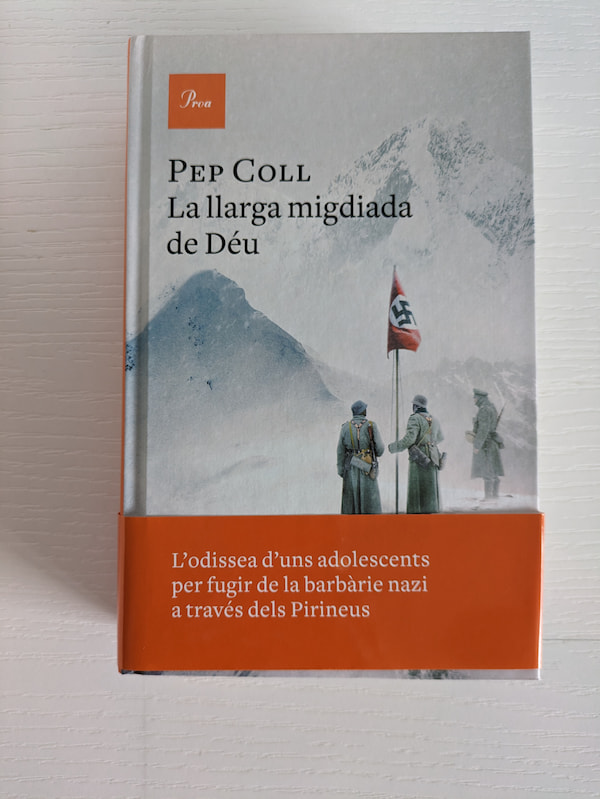 Proa
PEP COLL
La llarga migdiada
de Déu
L’odissea d’uns adolescents
per fugir de la barbàrie nazi
a través dels Pirineus